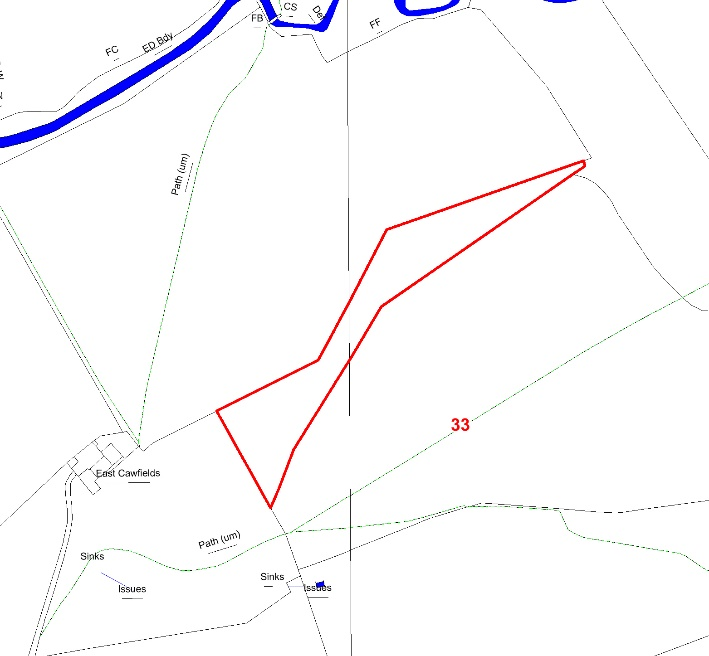 CS
FB
FF
FC
ED Bdy
Path (um)
33
East Cawfields
Path (um)
Sinks
Issues
Sinks
Issues